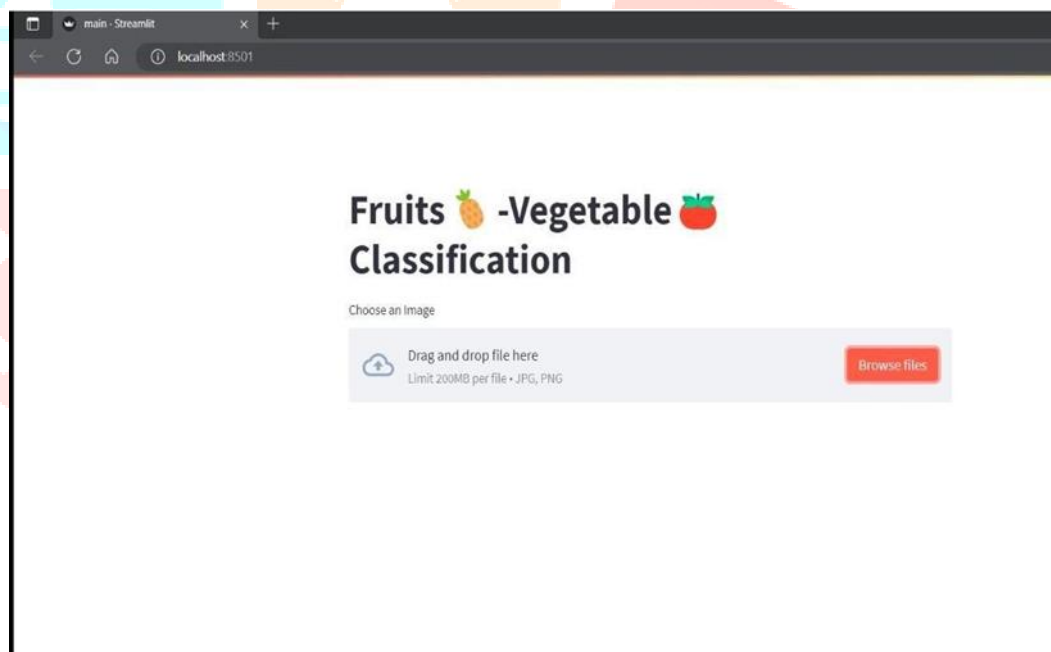 main - Streamlit
localhost:8501
Fruits 🍍 -Vegetable 🍅
Classification
Choose an Image
Drag and drop file here
Limit 200MB per file • JPG, PNG
Browse files